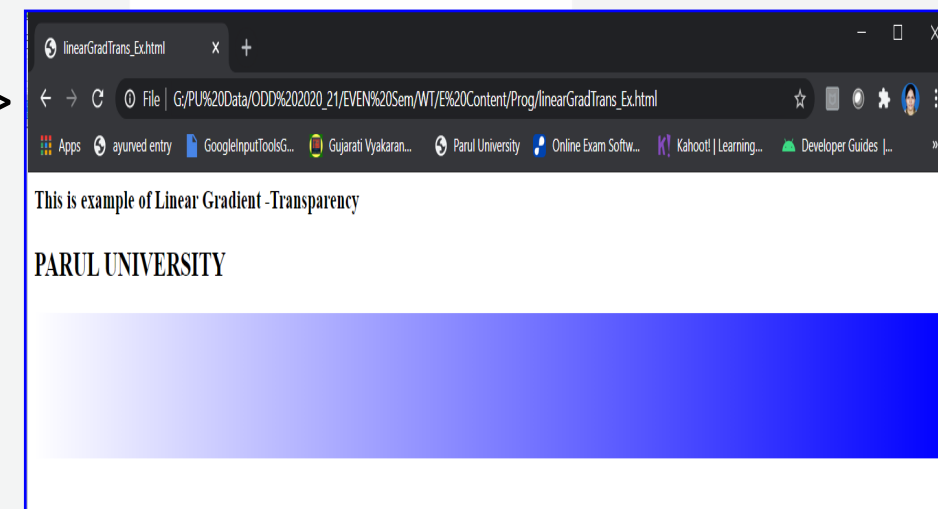 linearGradTrans_Ex.html
>
File | G:/PU%20Data/ODD%202020_21/EVEN%20Sem/WT/E%20Content/Prog/linearGradTrans_Ex.html
Apps ayurved entry GoogleInputToolsG... Gujarati Vyakaran... Parul University Online Exam Softw... K! Kahoot! | Learning... Developer Guides |... »
This is example of Linear Gradient -Transparency
PARUL UNIVERSITY